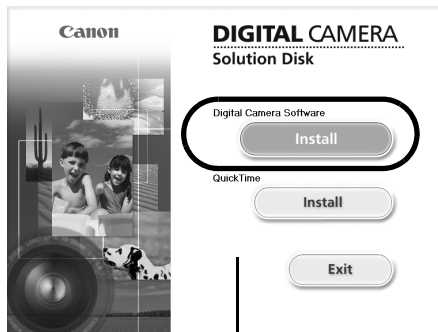 Canon
DIGITAL CAMERA
Solution Disk
Digital Camera Software
Install
QuickTime
Install
Exit